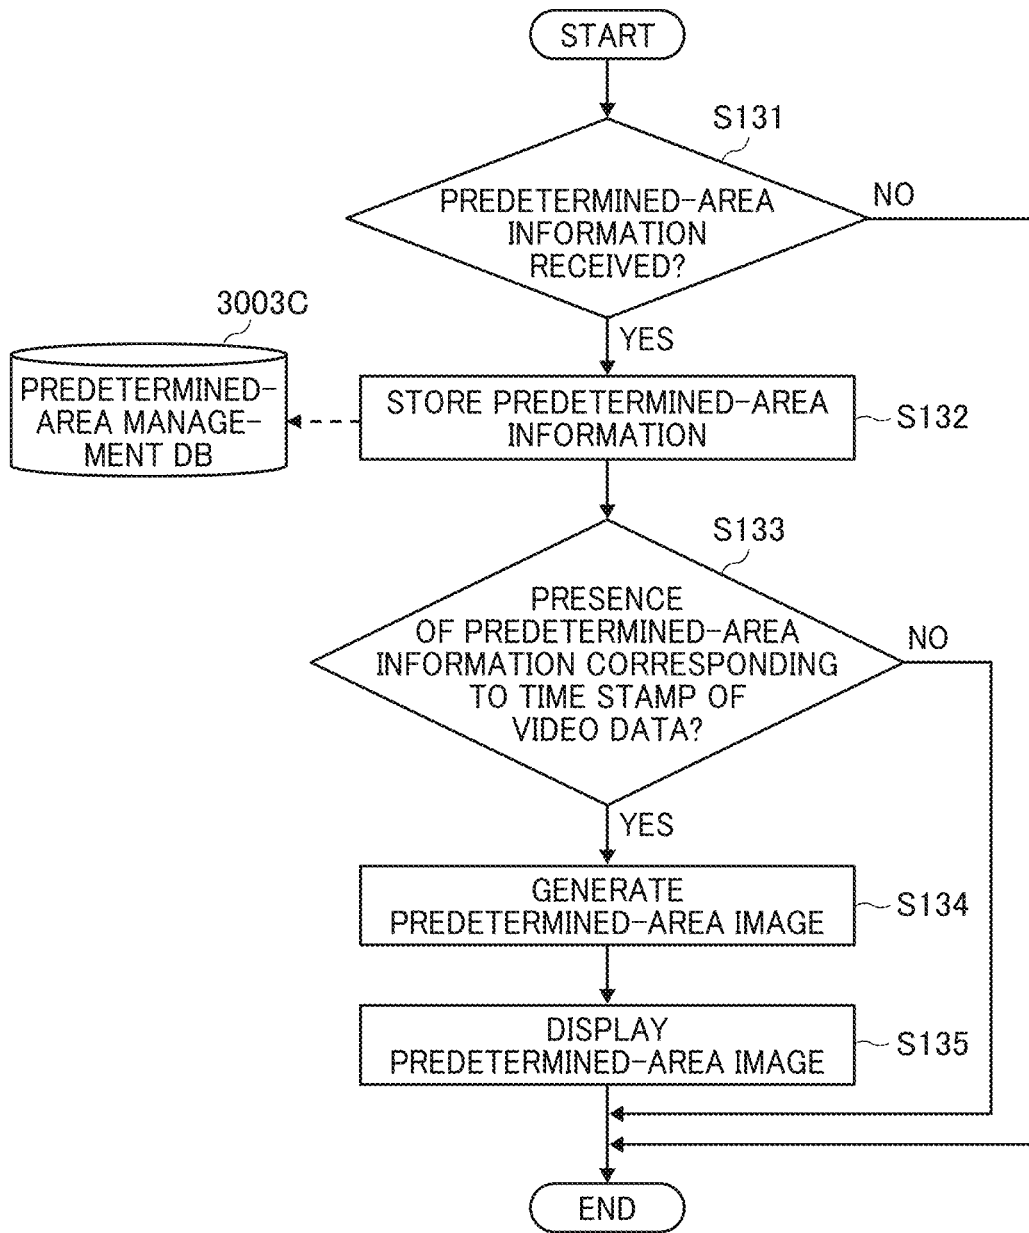 START
S131
PREDETERMINED-AREA
INFORMATION
RECEIVED?
NO
YES
3003C
PREDETERMINED-
AREA MANAGE-
MENT DB
STORE PREDETERMINED-AREA
INFORMATION
S132
S133
PRESENCE
OF PREDETERMINED-AREA
INFORMATION CORRESPONDING
TO TIME STAMP OF
VIDEO DATA?
NO
YES
GENERATE
PREDETERMINED-AREA IMAGE
S134
DISPLAY
PREDETERMINED-AREA IMAGE
S135
END